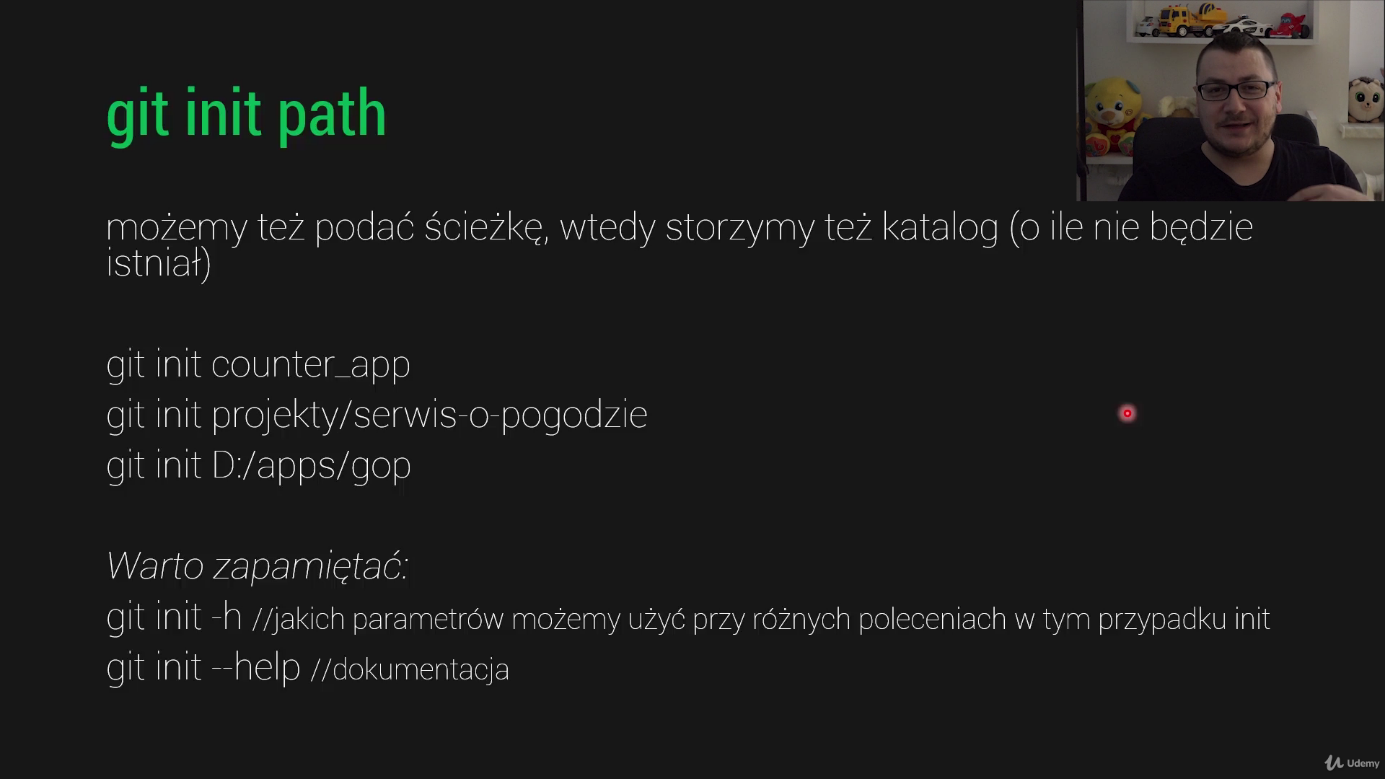 git init path
możemy też podać ścieżkę, wtedy storzymy też katalog (o ile nie będzie
istniał)
git init counter_app
git init projekty/serwis-o-pogodzie
git init D:/apps/gop
Warto zapamiętać:
git init -h //jakich parametrów możemy użyć przy różnych poleceniach w tym przypadku init
git init --help //dokumentacja
Udemy